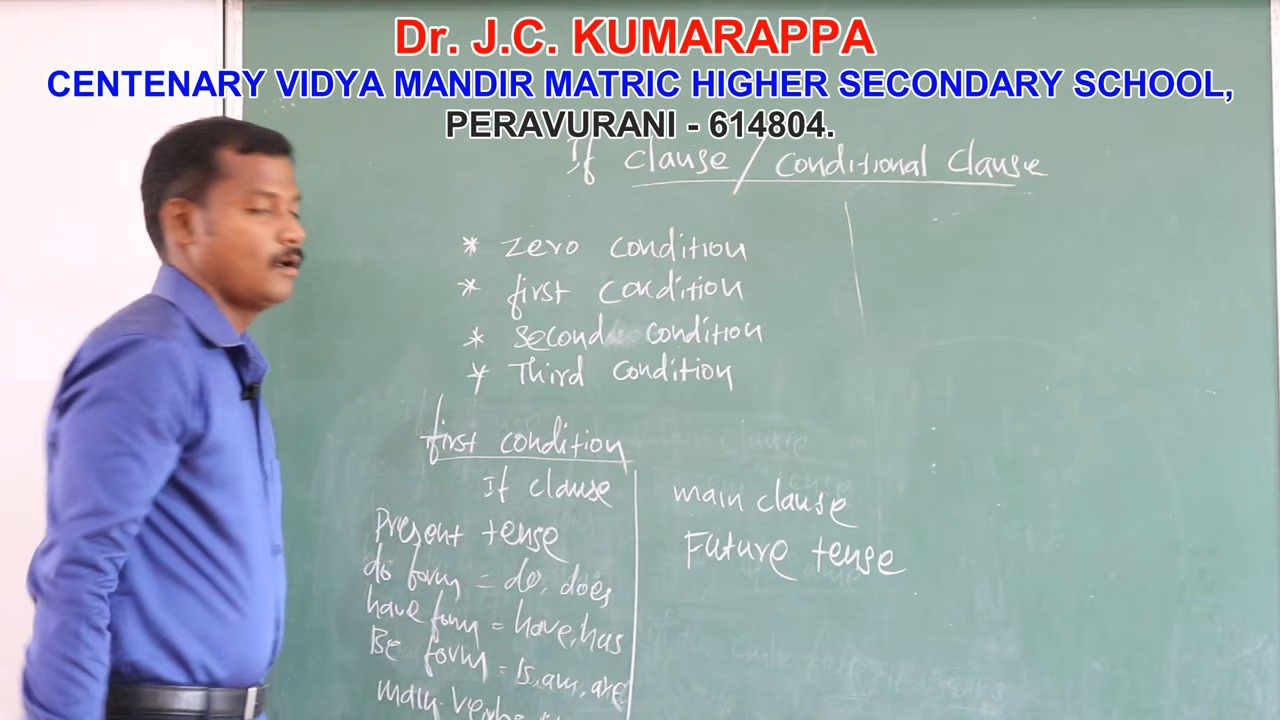 Dr. J.C. KUMARAPPA
CENTENARY VIDYA MANDIR MATRIC HIGHER SECONDARY SCHOOL,
PERAVURANI - 614804.
If clause / Conditional Clause
* Zero condition
* first condition
* Second condition
* Third condition
first condition
If clause
main clause
Present tense
Future tense
do form = do, does
have form = have, has
Be form = is, am, are
main verbs